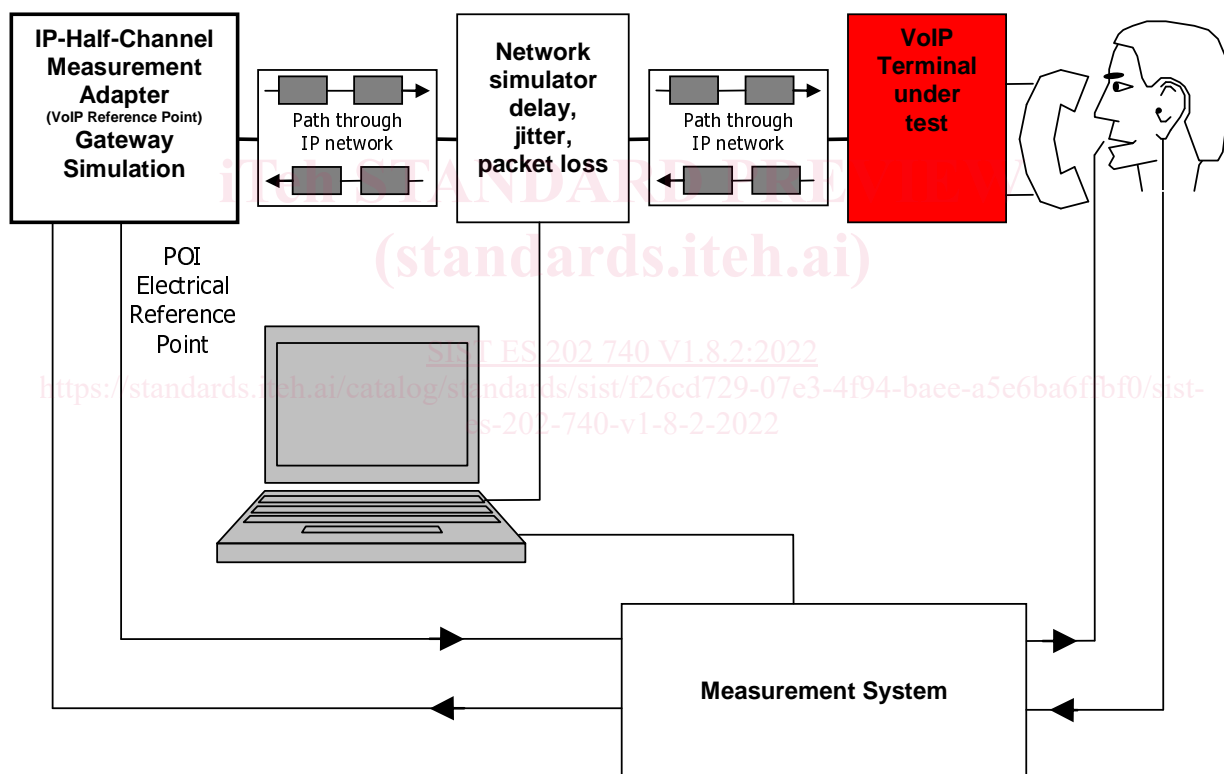 IP-Half-Channel
Measurement
Adapter
(VoIP Reference Point)
Gateway
Simulation
Path through
IP network
Network
simulator
delay,
jitter,
packet loss
Path through
IP network
VoIP
Terminal
under
test
iTeh STANDARD PREVIEW
(standards.iteh.ai)
POI
Electrical
Reference
Point
SIST ES 202 740 V1.8.2:2022
https://standards.iteh.ai/catalog/standards/sist/f26cd729-07e3-4f94-baee-a5e6ba6ffbf0/sist-
es-202-740-v1-8-2-2022
Measurement System